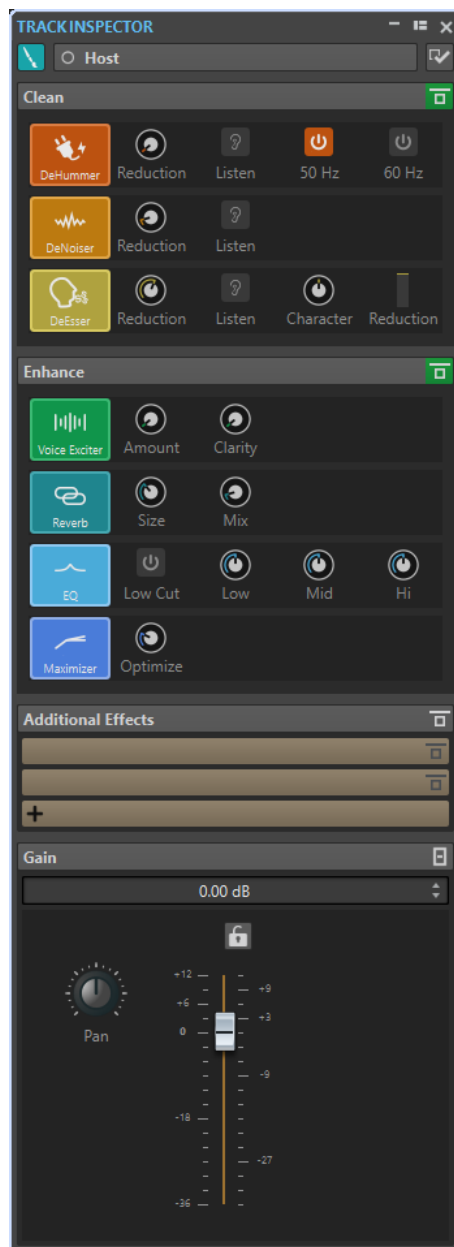 TRACK INSPECTOR
Host
Clean
DeHummer Reduction Listen 50 Hz 60 Hz
DeNoiser Reduction Listen
DeEsser Reduction Listen Character Reduction
Enhance
Voice Exciter Amount Clarity
Reverb Size Mix
EQ Low Cut Low Mid Hi
Maximizer Optimize
Additional Effects
Gain
0.00 dB
+12
+9
+6
+3
Pan 0
-9
-18
-27
-36